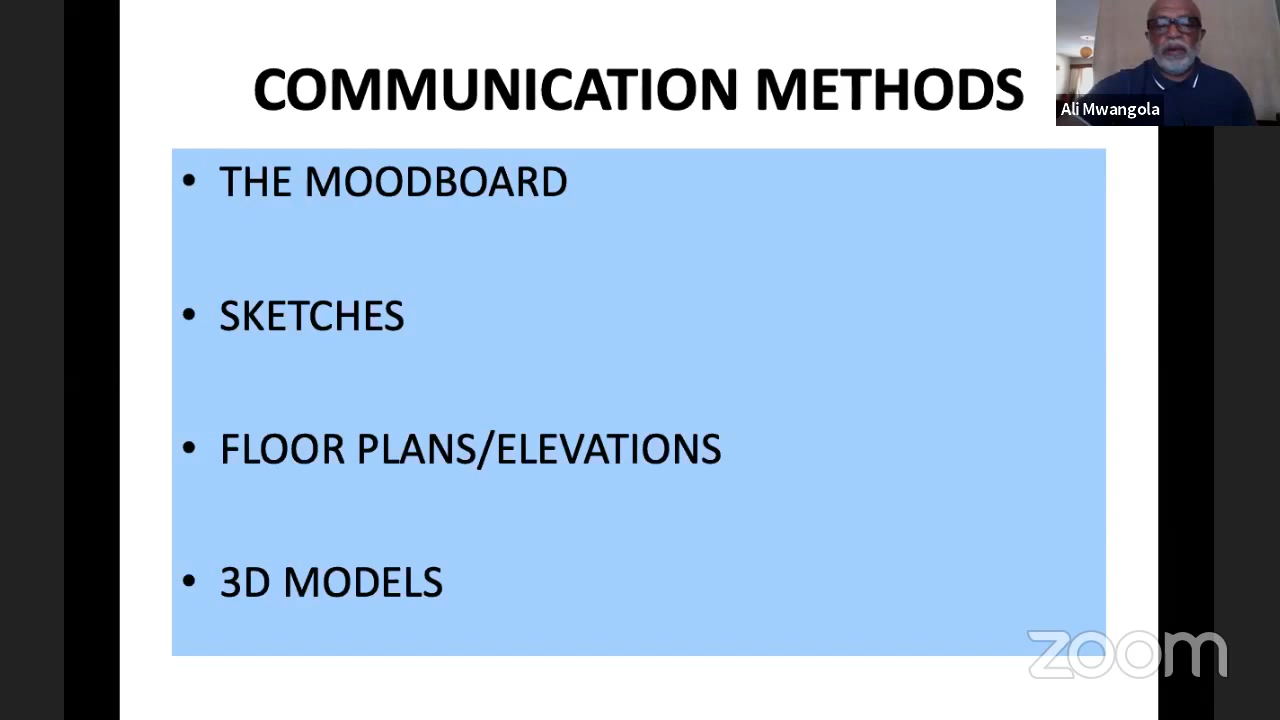 COMMUNICATION METHODS
Ali Mwangola
• THE MOODBOARD
• SKETCHES
• FLOOR PLANS/ELEVATIONS
• 3D MODELS
zoom